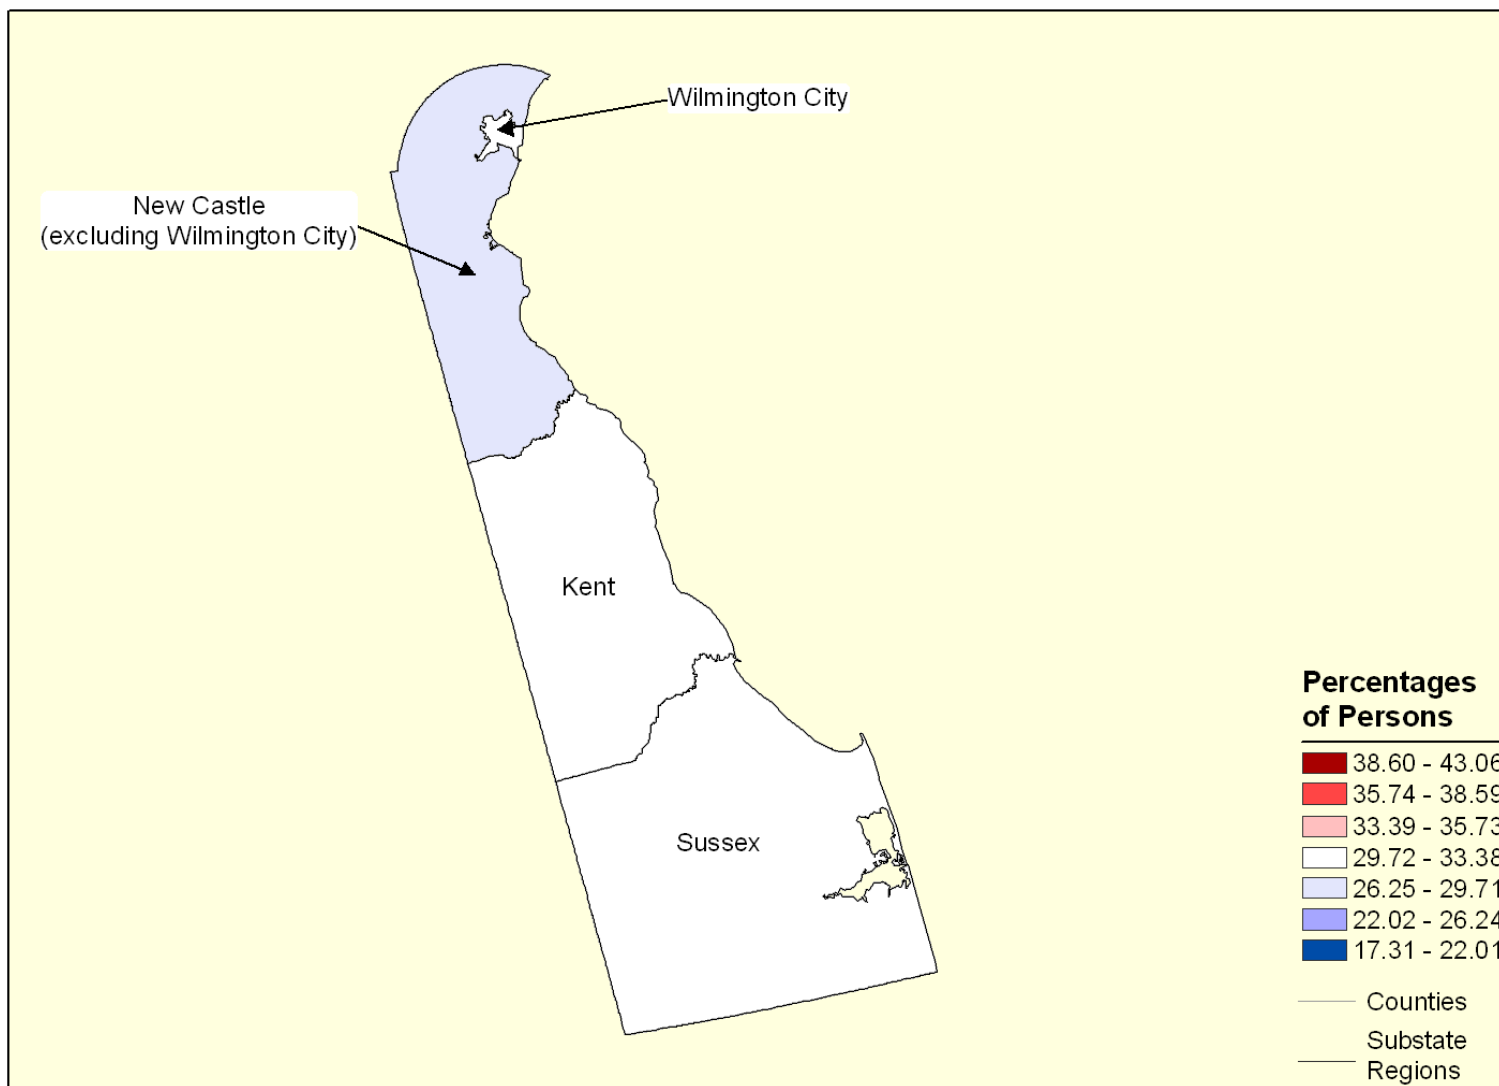 Wilmington City
New Castle
(excluding Wilmington City)
Kent
Sussex
Percentages
of Persons
38.60 - 43.06
35.74 - 38.59
33.39 - 35.73
29.72 - 33.38
26.25 - 29.71
22.02 - 26.24
17.31 - 22.01
Counties
Substate
Regions